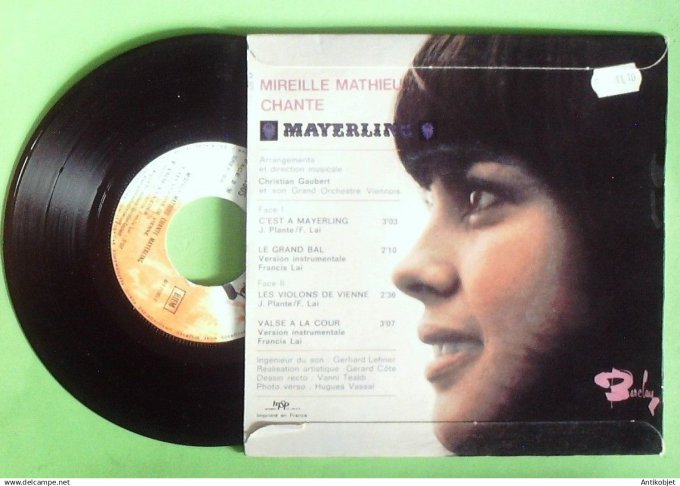 MIREILLE MATHIEU
CHANTE
MAYERLING
Arrangements
et direction musicale :
Christian Gaubert
et son Grand Orchestre Viennois
Face I
C'EST A MAYERLING 3'03
J. Plante/F. Lai
LE GRAND BAL 2'10
Version instrumentale
Francis Lai
Face II
LES VIOLONS DE VIENNE 2'36
J. Plante/F. Lai
VALSE A LA COUR 3'07
Version instrumentale
Francis Lai
Ingénieur du son : Gerhard Lehner
Réalisation artistique : Gérard Côte
Dessin recto : Vanni Tealdi
Photo verso : Hugues Vassal
Imprimé en France
Barclay
www.delcampe.net
Antikobjet